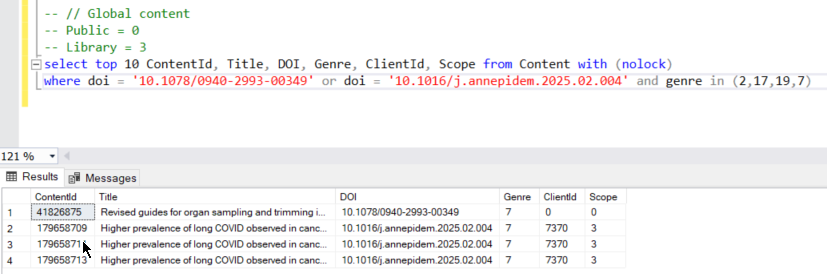 -- // Global content
-- Public = 0
-- Library = 3
select top 10 ContentId, Title, DOI, Genre, ClientId, Scope from Content with (nolock)
where doi = '10.1078/0940-2993-00349' or doi = '10.1016/j.annepidem.2025.02.004' and genre in (2,17,19,7)
121 %
Results Messages
ContentId Title DOI Genre ClientId Scope
1 41826875 Revised guides for organ sampling and trimming i... 10.1078/0940-2993-00349 7 0 0
2 179658709 Higher prevalence of long COVID observed in canc... 10.1016/j.annepidem.2025.02.004 7 7370 3
3 Higher prevalence of long COVID observed in canc... 10.1016/j.annepidem.2025.02.004 7 7370 3
4 179658713 Higher prevalence of long COVID observed in canc... 10.1016/j.annepidem.2025.02.004 7 7370 3